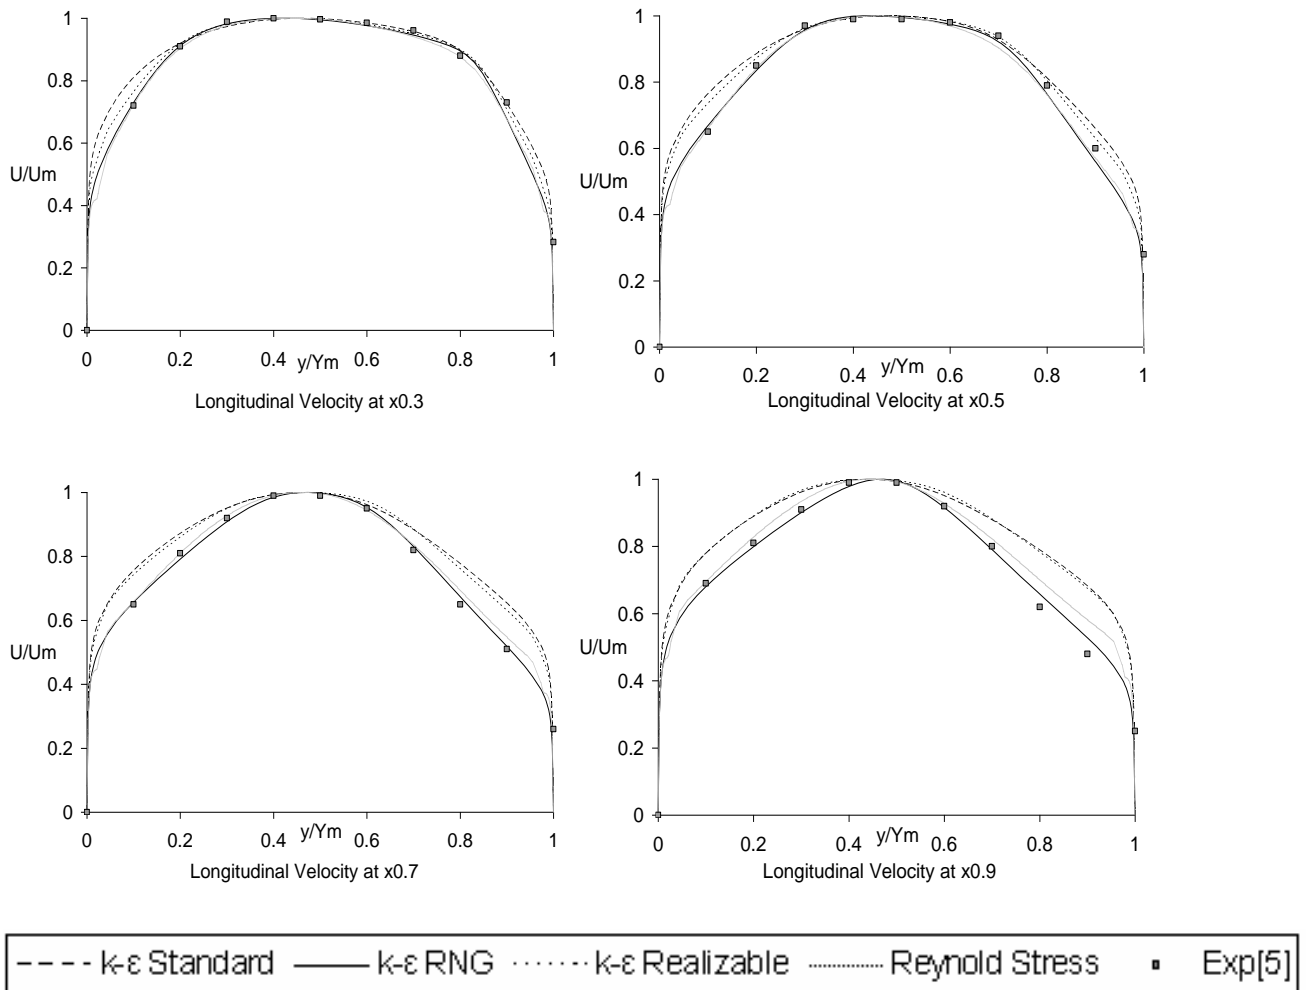 1
0.8
0.6
U/Um
0.4
0.2
0
0 0.2 0.4 y/Ym 0.6 0.8 1
Longitudinal Velocity at x0.3
1
0.8
0.6
U/Um
0.4
0.2
0
0 0.2 0.4 y/Ym 0.6 0.8 1
Longitudinal Velocity at x0.5
1
0.8
0.6
U/Um
0.4
0.2
0
0 0.2 0.4 y/Ym 0.6 0.8 1
Longitudinal Velocity at x0.7
1
0.8
0.6
U/Um
0.4
0.2
0
0 0.2 0.4 y/Ym 0.6 0.8 1
Longitudinal Velocity at x0.9
k-ε Standard k-ε RNG k-ε Realizable Reynold Stress Exp[5]